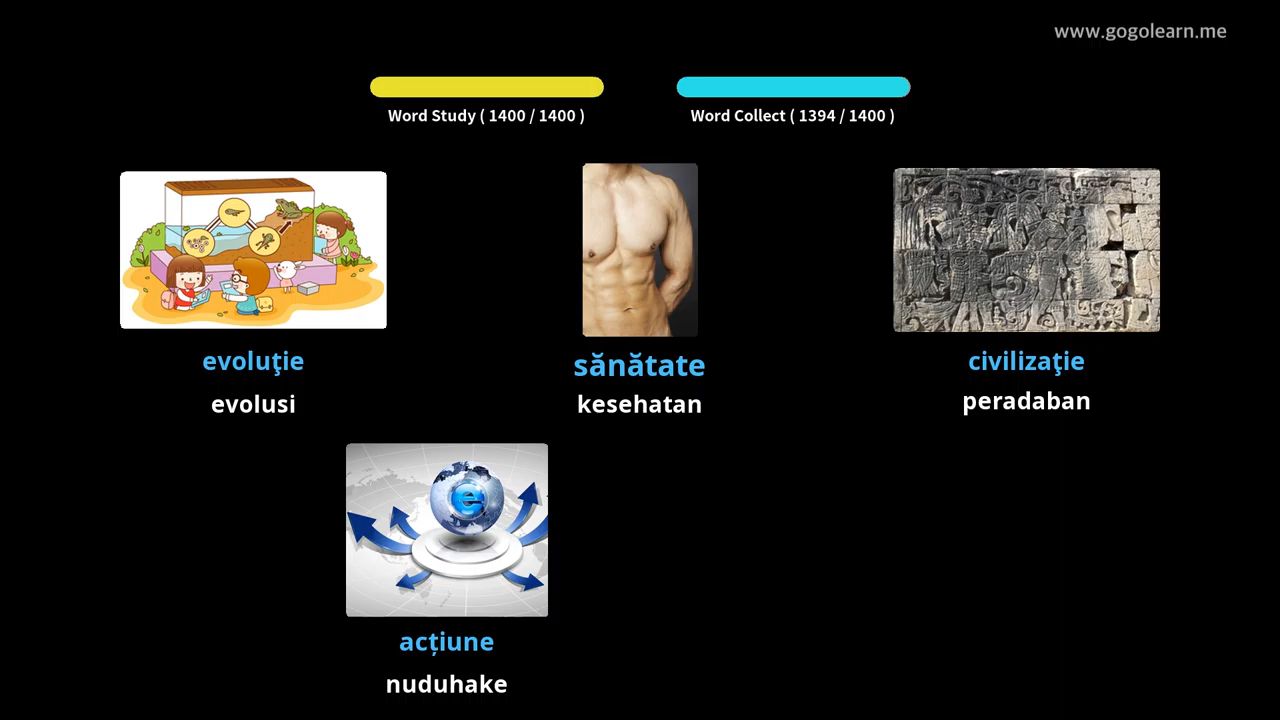 www.gogolearn.me
Word Study ( 1400 / 1400 )
Word Collect ( 1394 / 1400 )
evoluţie
evolusi
sănătate
kesehatan
civilizaţie
peradaban
e
acțiune
nuduhake